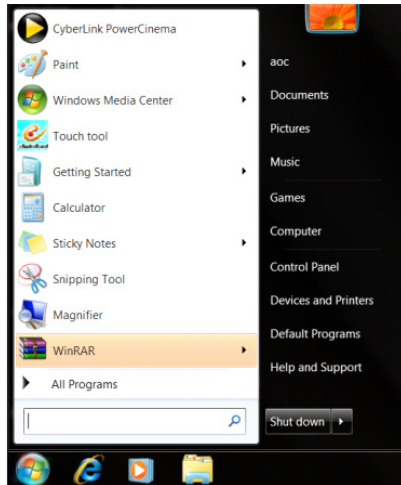 CyberLink PowerCinema
Paint
Windows Media Center
Touch tool
Getting Started
Calculator
Sticky Notes
Snipping Tool
Magnifier
WinRAR
All Programs
aoc
Documents
Pictures
Music
Games
Computer
Control Panel
Devices and Printers
Default Programs
Help and Support
Shut down